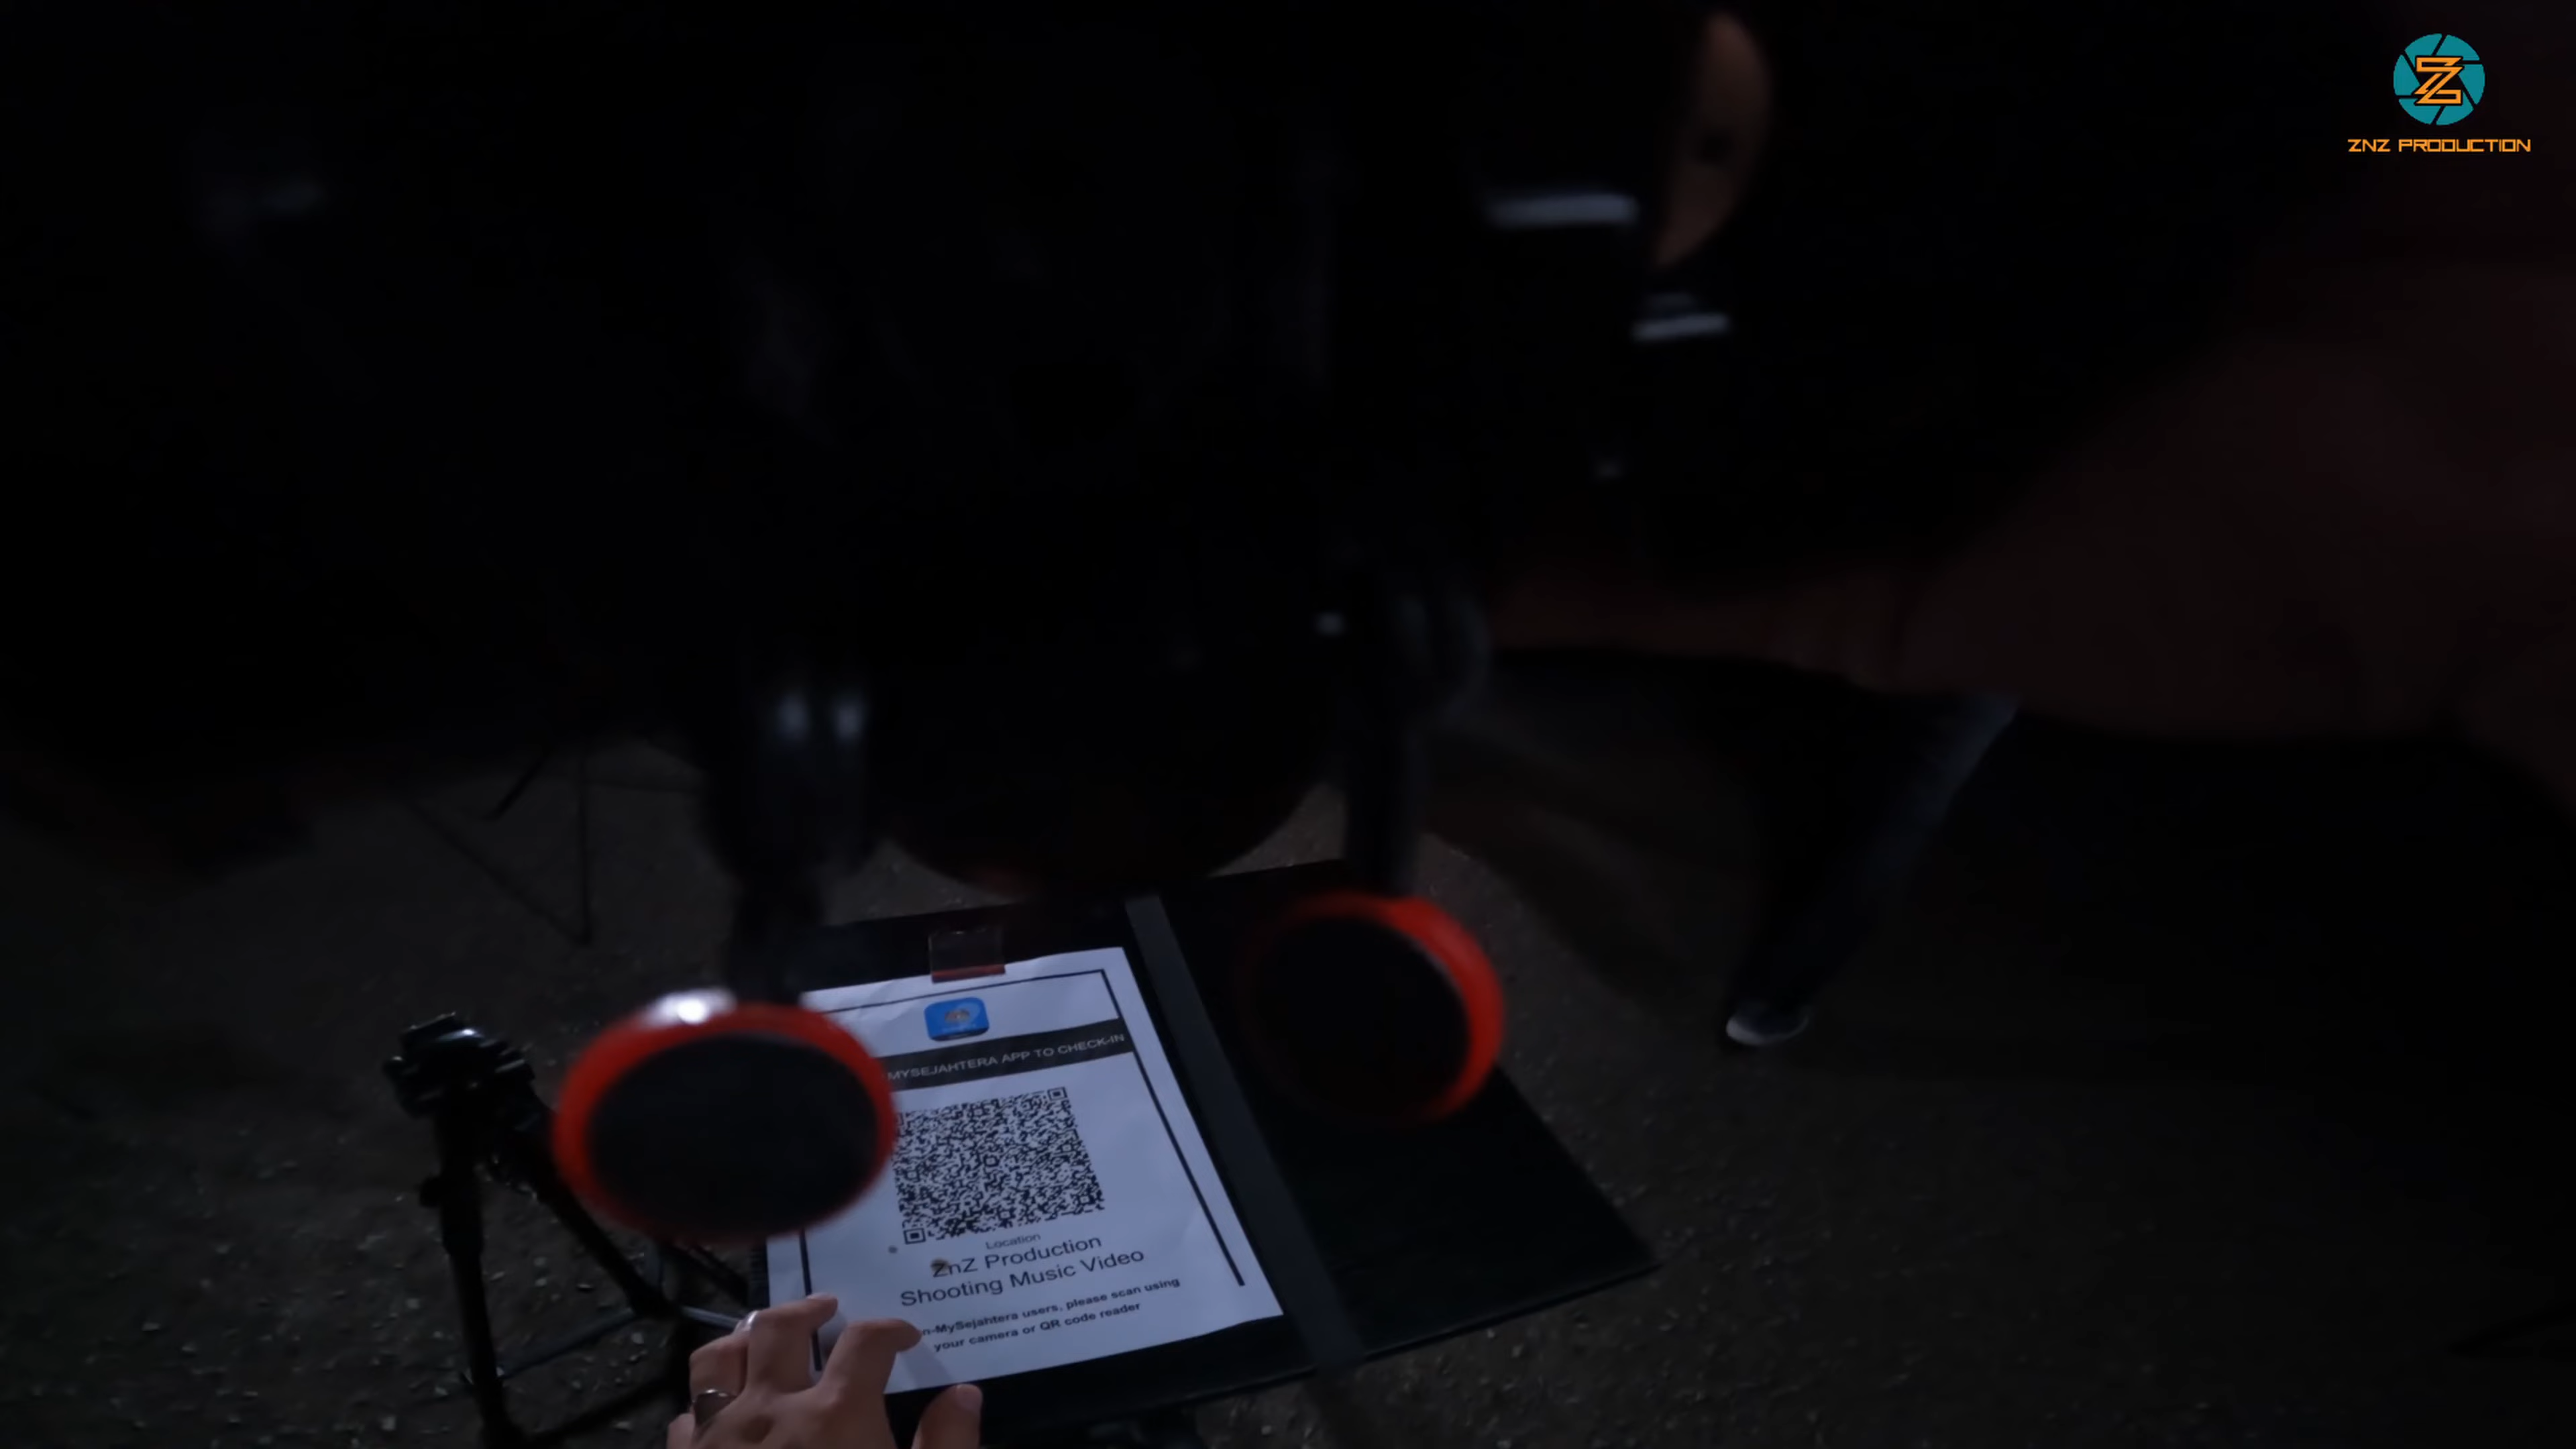 ZNZ PRODUCTION
MYSEJAHTERA APP TO CHECK-IN
Location
ZnZ Production
Shooting Music Video
n-MySejahtera users, please scan using
your camera or QR code reader